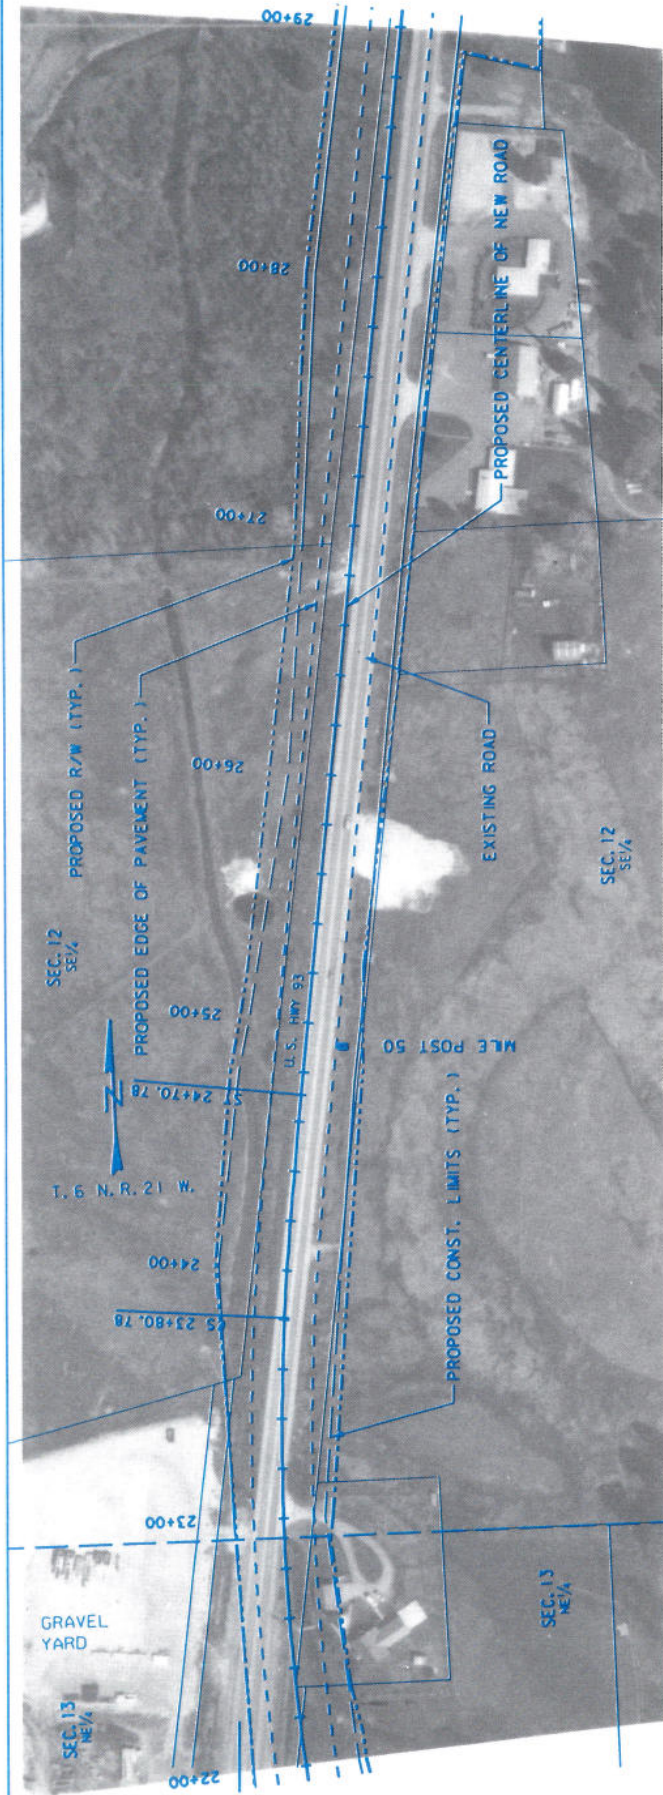 29+00
28+00
PROPOSED CENTERLINE OF NEW ROAD
27+00
PROPOSED R/W (TYP.)
PROPOSED EDGE OF PAVEMENT (TYP.)
26+00
EXISTING ROAD
SEC. 12
SE¼
SEC. 12
SE¼
25+00
U.S. HWY 93
MILE POST 50
ST 24+70.78
T. 6 N. R. 21 W.
24+00
CS 23+80.78
PROPOSED CONST. LIMITS (TYP.)
23+00
GRAVEL
YARD
SEC. 13
NE¼
SEC. 13
NE¼
22+00